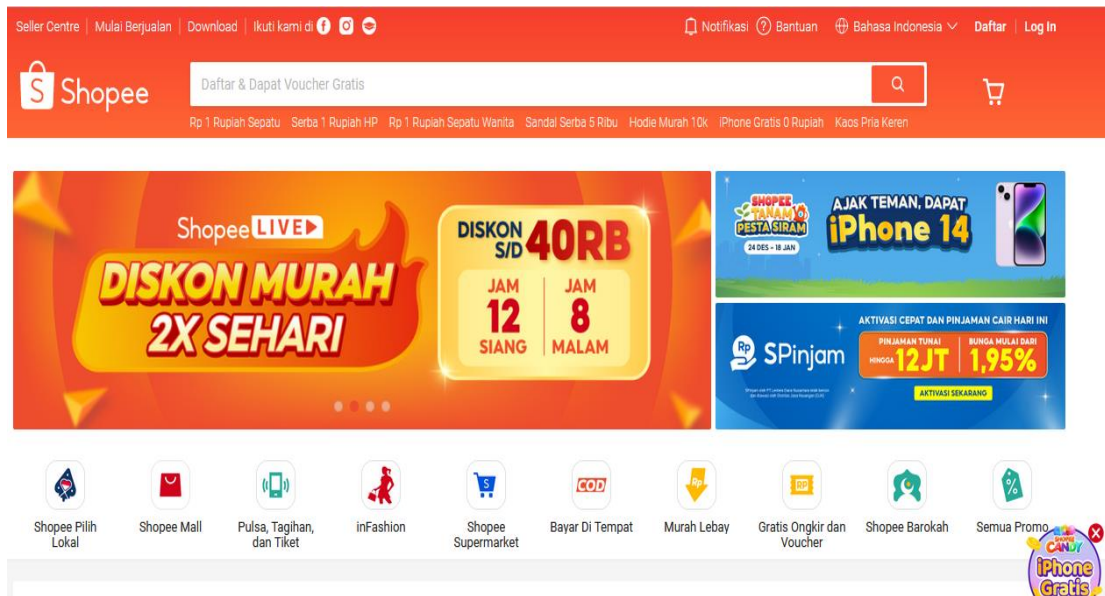 Seller Centre | Mulai Berjualan | Download | Ikuti kami di
Notifikasi Bantuan Bahasa Indonesia Daftar | Log In
Shopee
Daftar & Dapat Voucher Gratis
Rp 1 Rupiah Sepatu Serba 1 Rupiah HP Rp 1 Rupiah Sepatu Wanita Sandal Serba 5 Ribu Hodie Murah 10k iPhone Gratis 0 Rupiah Kaos Pria Keren
Shopee LIVE
DISKON MURAH
2X SEHARI
DISKON S/D 40RB
JAM 12 SIANG
JAM 8 MALAM
SHOPEE
TANAM
PESTA SIRAM
24 DES - 18 JAN
AJAK TEMAN, DAPAT
iPhone 14
Rp SPinjam
AKTIVASI CEPAT DAN PINJAMAN CAIR HARI INI
PINJAMAN TUNAI
HINGGA 12JT
BUNGA MULAI DARI
1,95%
AKTIVASI SEKARANG
COD
Rp
RP
Shopee Pilih Lokal
Shopee Mall
Pulsa, Tagihan, dan Tiket
inFashion
Shopee Supermarket
Bayar Di Tempat
Murah Lebay
Gratis Ongkir dan Voucher
Shopee Barokah
Semua Promo
SHOPEE
CANDY
iPhone
Gratis